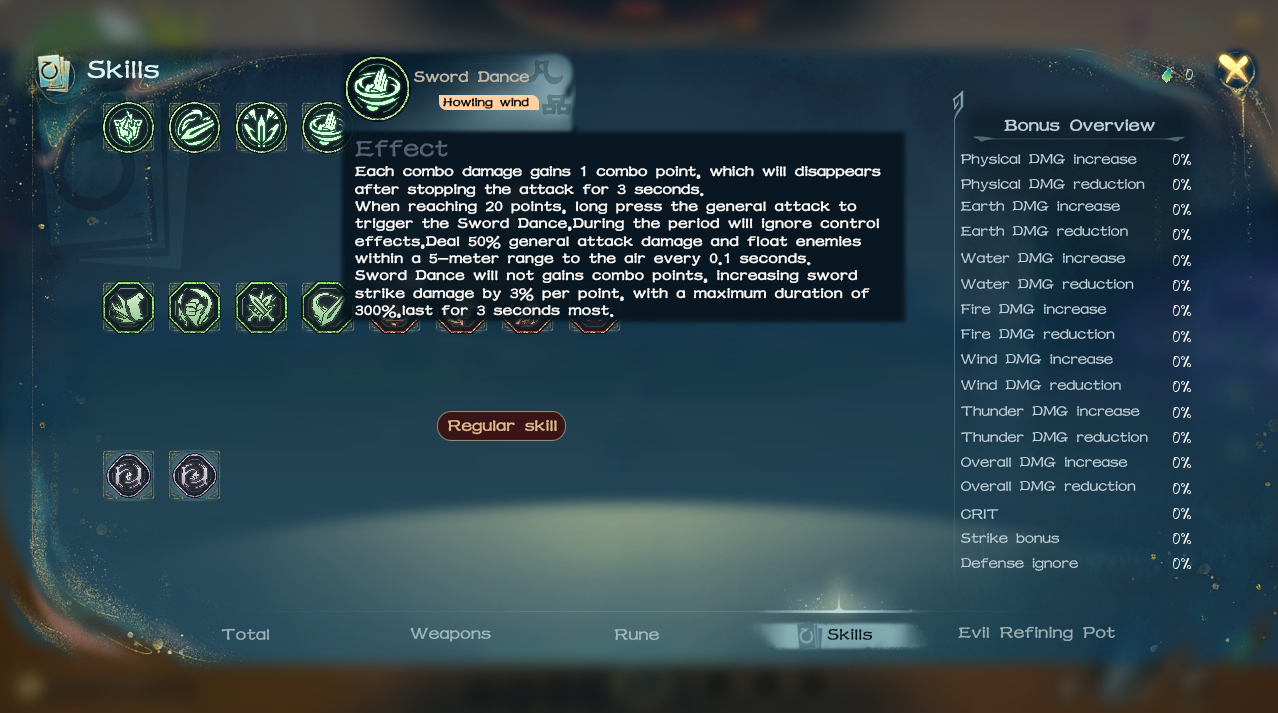 Skills
Sword Dance
凡
品
Howling wind
0
Effect
Each combo damage gains 1 combo point, which will disappears
after stopping the attack for 3 seconds.
When reaching 20 points, long press the general attack to
trigger the Sword Dance,During the period will ignore control
effects,Deal 50% general attack damage and float enemies
within a 5-meter range to the air every 0.1 seconds.
Sword Dance will not gains combo points, increasing sword
strike damage by 3% per point, with a maximum duration of
300%,last for 3 seconds most.
Regular skill
Bonus Overview
Physical DMG increase 0%
Physical DMG reduction 0%
Earth DMG increase 0%
Earth DMG reduction 0%
Water DMG increase 0%
Water DMG reduction 0%
Fire DMG increase 0%
Fire DMG reduction 0%
Wind DMG increase 0%
Wind DMG reduction 0%
Thunder DMG increase 0%
Thunder DMG reduction 0%
Overall DMG increase 0%
Overall DMG reduction 0%
CRIT 0%
Strike bonus 0%
Defense ignore 0%
Total
Weapons
Rune
Skills
Evil Refining Pot